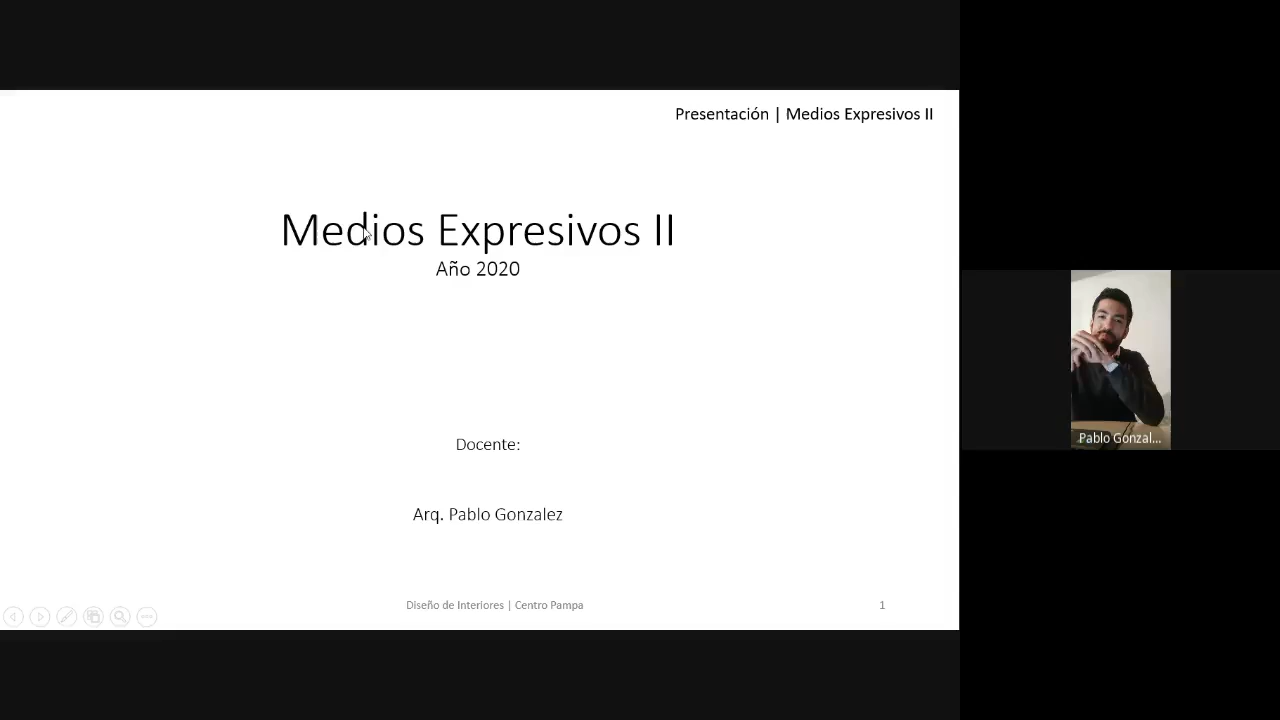 Presentación | Medios Expresivos II
Medios Expresivos II
Año 2020
Docente:
Arq. Pablo Gonzalez
Diseño de Interiores | Centro Pampa
1
Pablo Gonzal...